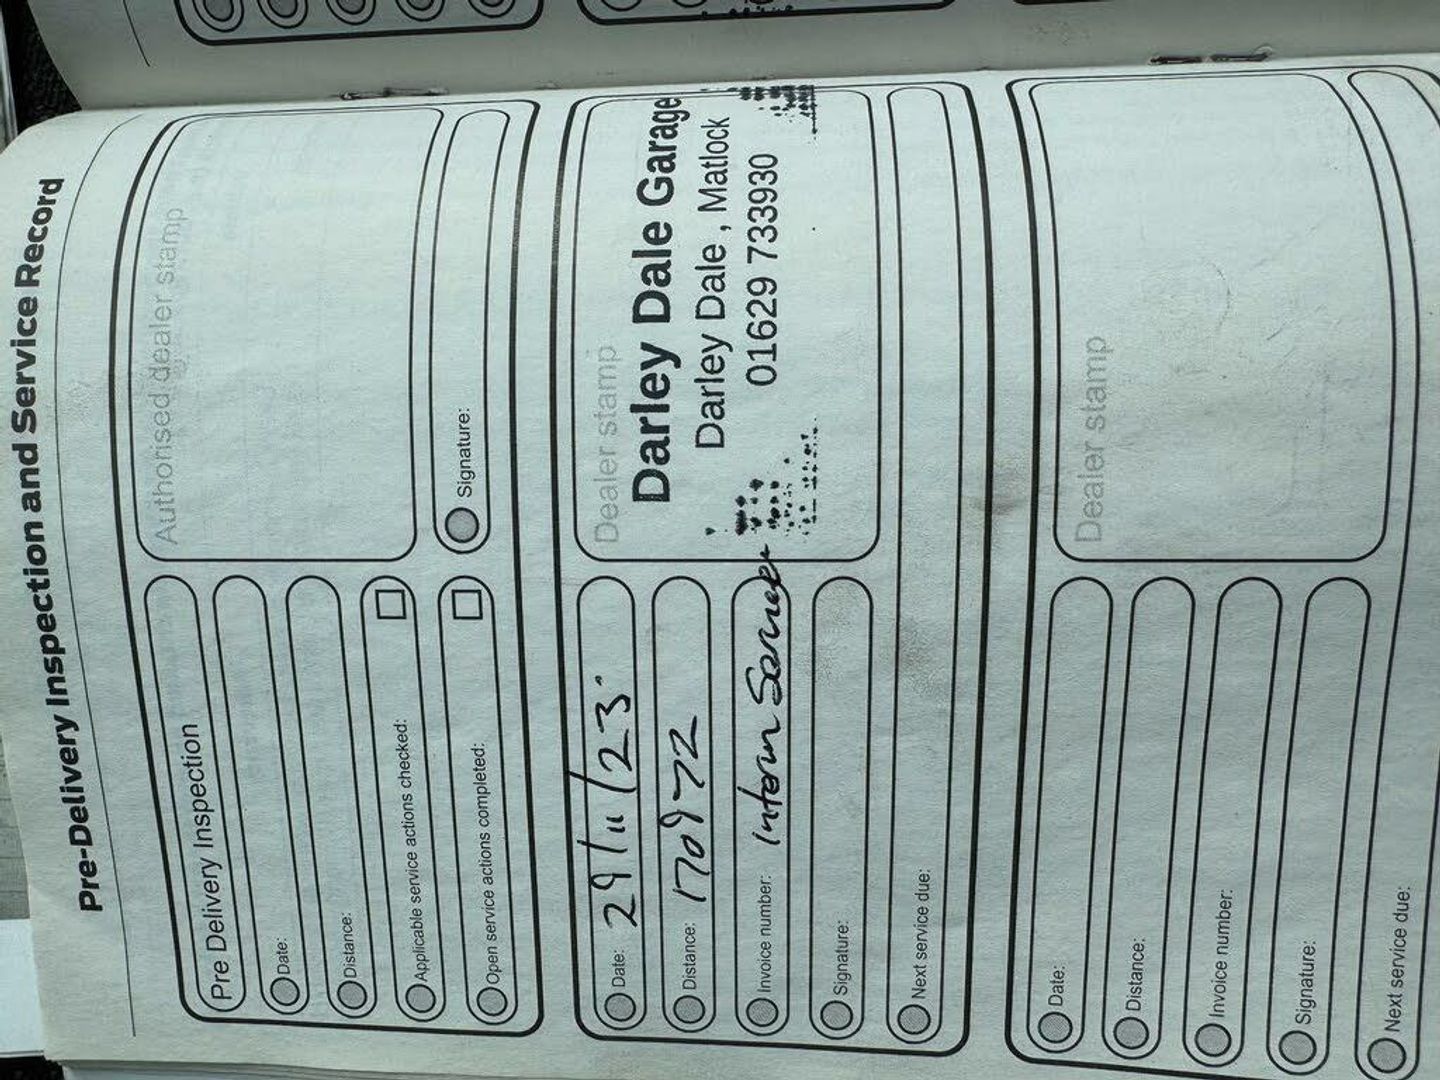 Pre-Delivery Inspection and Service Record
Pre Delivery Inspection
Date:
Distance:
Applicable service actions checked:
Open service actions completed:
Authorised dealer stamp
Signature:
Date: 29/11/23
Distance: 170972
Invoice number: Interim Service
Signature:
Next service due:
Dealer stamp
Darley Dale Garage
Darley Dale , Matlock
01629 733930
Date:
Distance:
Invoice number:
Signature:
Next service due:
Dealer stamp